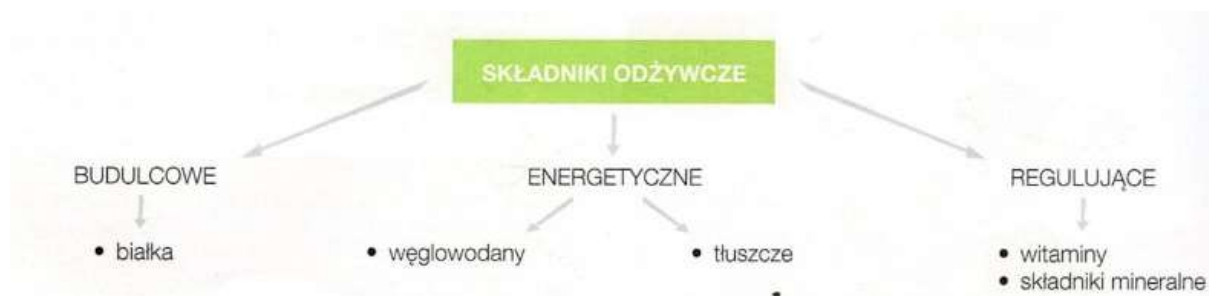 SKŁADNIKI ODŻYWCZE
BUDULCOWE
ENERGETYCZNE
REGULUJĄCE
• białka
• węglowodany
• tłuszcze
• witaminy
• składniki mineralne